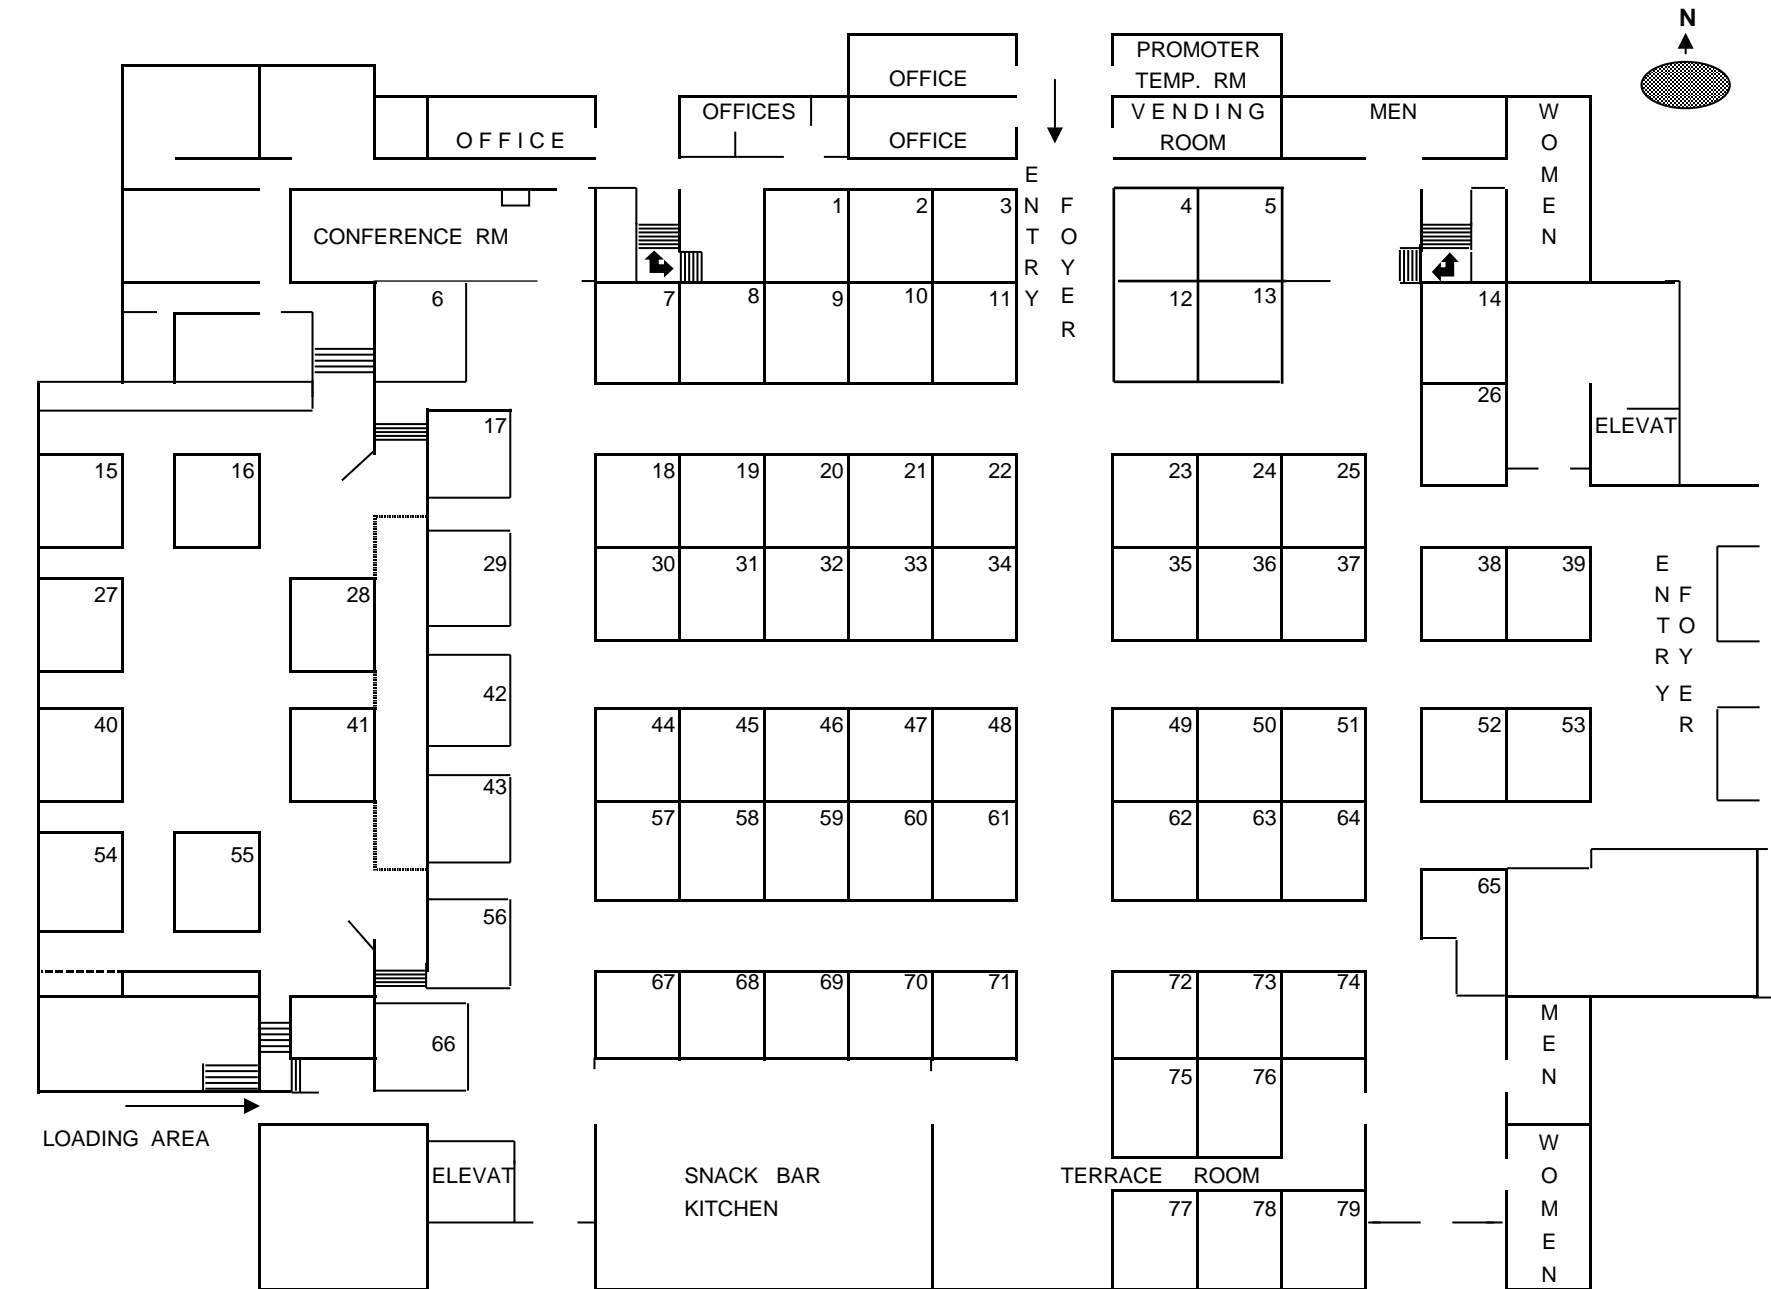 N
PROMOTER
TEMP. RM
OFFICE
OFFICES
VENDING
ROOM
MEN
WOMEN
OFFICE
OFFICE
ENTRY FOYER
1 2 3 4 5
CONFERENCE RM
6 7 8 9 10 11 12 13 14
26
17
ELEVAT
15 16 18 19 20 21 22 23 24 25
29 30 31 32 33 34 35 36 37 38 39
ENTRY FOYER
27 28
42
40 41 44 45 46 47 48 49 50 51 52 53
43
57 58 59 60 61 62 63 64
54 55
65
56
67 68 69 70 71 72 73 74
MEN
66
75 76
LOADING AREA
WOMEN
ELEVAT
SNACK BAR
KITCHEN
TERRACE ROOM
77 78 79